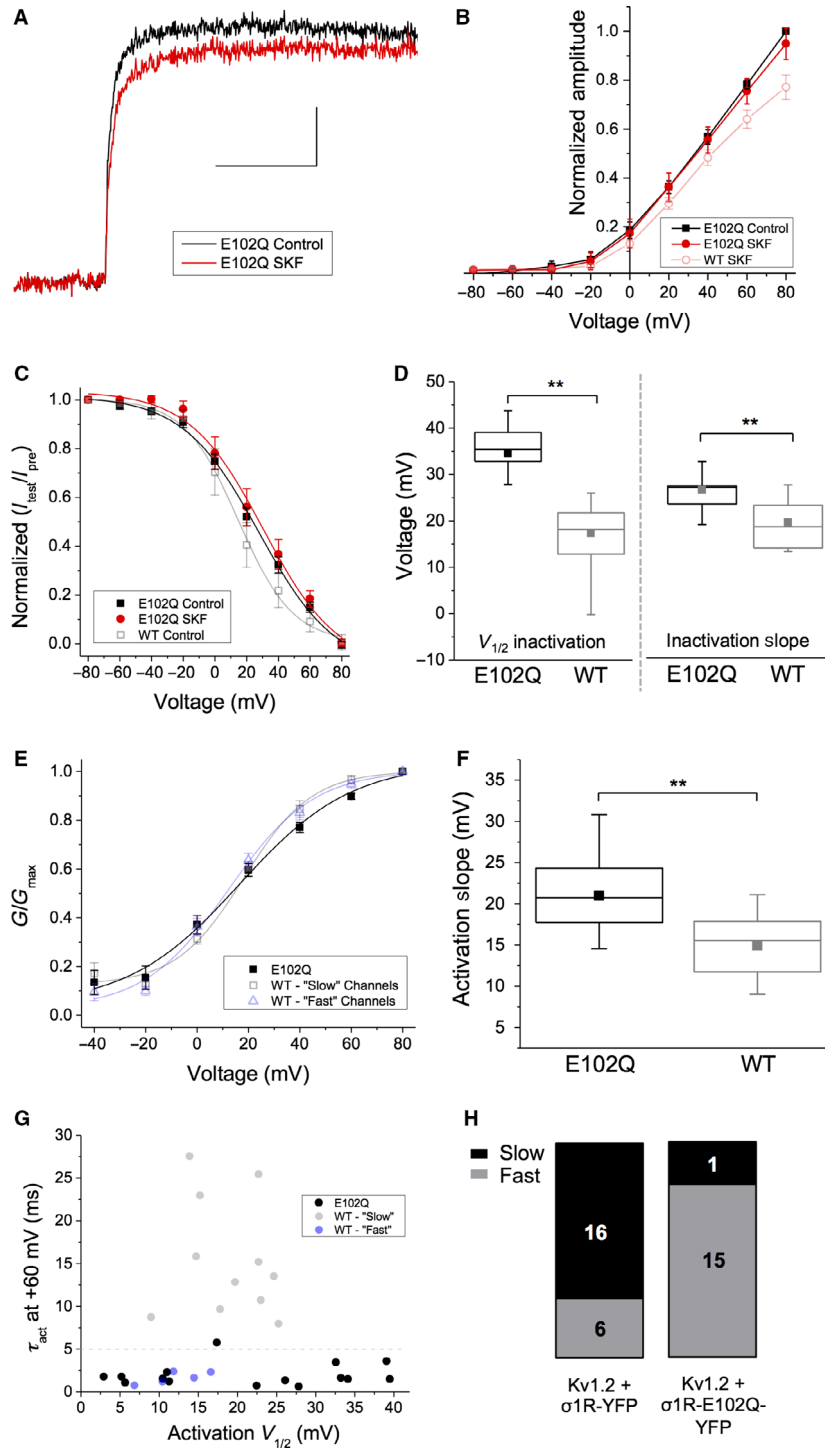 A
E102Q Control
E102Q SKF
B
Normalized amplitude
1.0
0.8
0.6
0.4
0.2
E102Q Control
E102Q SKF
WT SKF
−80 −60 −40 −20 0 20 40 60 80
Voltage (mV)
C
Normalized (Itest/Ipre)
1.0
0.8
0.6
0.4
0.2
0.0
E102Q Control
E102Q SKF
WT Control
−80 −60 −40 −20 0 20 40 60 80
Voltage (mV)
D
Voltage (mV)
50
40
30
20
10
0
−10
**
**
V1/2 inactivation
Inactivation slope
E102Q WT
E102Q WT
E
G/Gmax
1.0
0.8
0.6
0.4
0.2
0.0
E102Q
WT - "Slow" Channels
WT - "Fast" Channels
−40 −20 0 20 40 60 80
Voltage (mV)
F
Activation slope (mV)
35
30
25
20
15
10
5
**
E102Q WT
G
τact at +60 mV (ms)
30
25
20
15
10
5
0
E102Q
WT - "Slow"
WT - "Fast"
0 5 10 15 20 25 30 35 40
Activation V1/2 (mV)
H
Slow
Fast
16
6
1
15
Kv1.2 +
σ1R-YFP
Kv1.2 +
σ1R-E102Q-
YFP